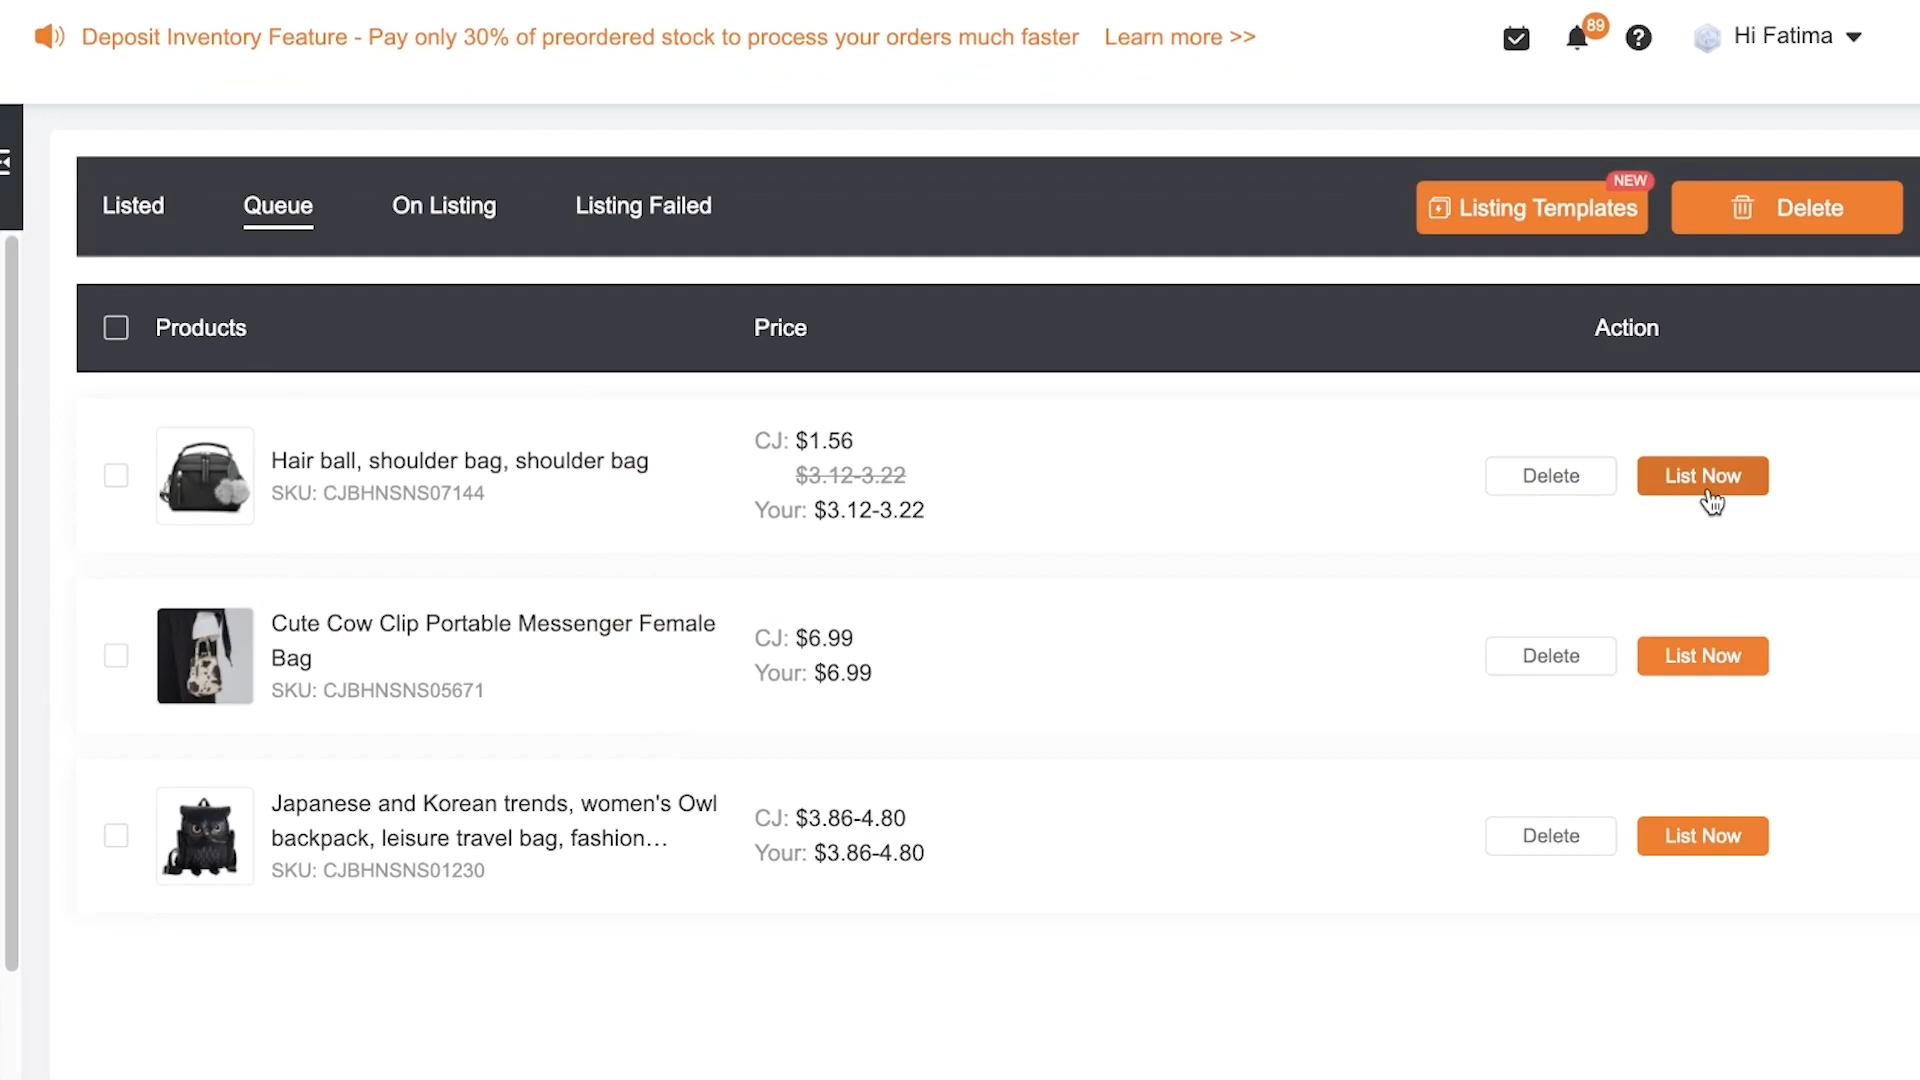 Deposit Inventory Feature - Pay only 30% of preordered stock to process your orders much faster Learn more >>
89
Hi Fatima
Listed Queue On Listing Listing Failed
NEW
Listing Templates
Delete
Products Price Action
Hair ball, shoulder bag, shoulder bag
SKU: CJBHNSNS07144
CJ: $1.56
$3.12-3.22
Your: $3.12-3.22
Delete
List Now
Cute Cow Clip Portable Messenger Female
Bag
SKU: CJBHNSNS05671
CJ: $6.99
Your: $6.99
Delete
List Now
Japanese and Korean trends, women's Owl
backpack, leisure travel bag, fashion...
SKU: CJBHNSNS01230
CJ: $3.86-4.80
Your: $3.86-4.80
Delete
List Now